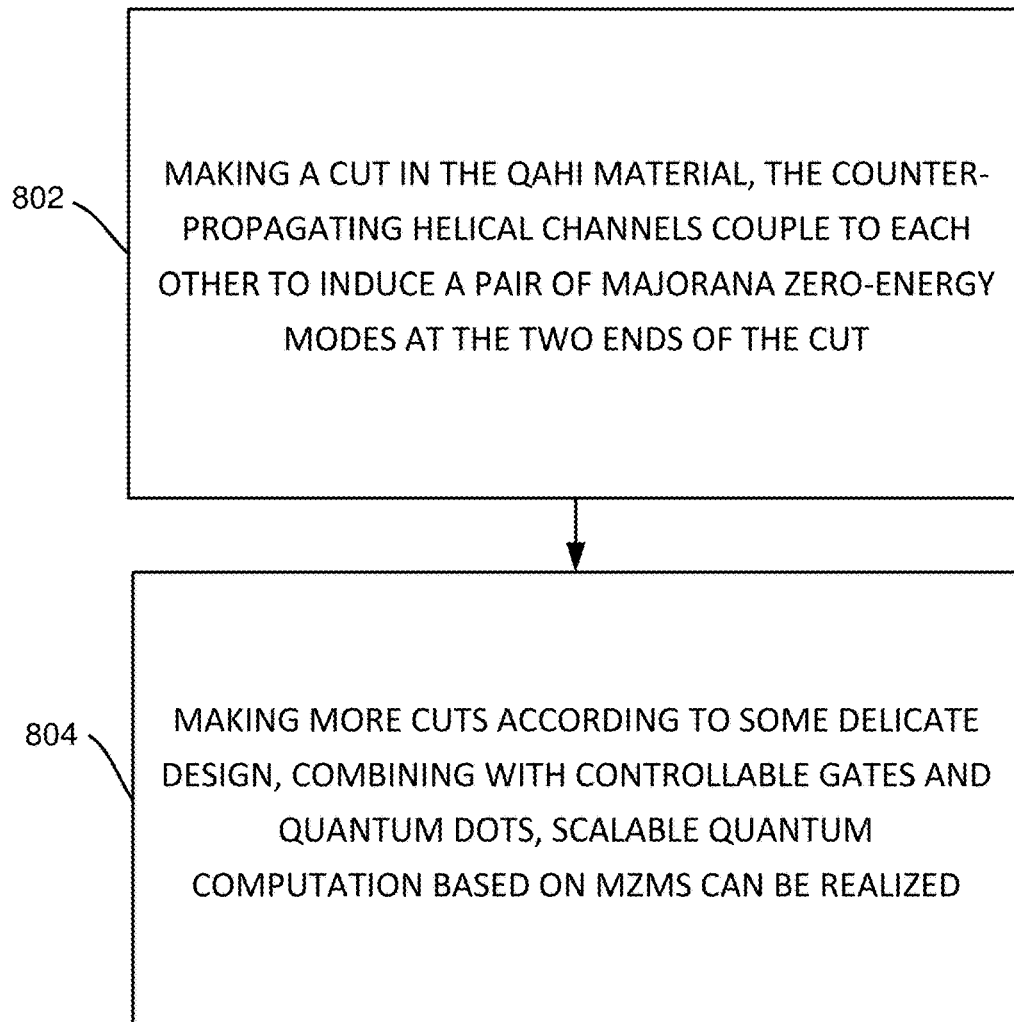 802
MAKING A CUT IN THE QAHI MATERIAL, THE COUNTER-
PROPAGATING HELICAL CHANNELS COUPLE TO EACH
OTHER TO INDUCE A PAIR OF MAJORANA ZERO-ENERGY
MODES AT THE TWO ENDS OF THE CUT
804
MAKING MORE CUTS ACCORDING TO SOME DELICATE
DESIGN, COMBINING WITH CONTROLLABLE GATES AND
QUANTUM DOTS, SCALABLE QUANTUM
COMPUTATION BASED ON MZMS CAN BE REALIZED